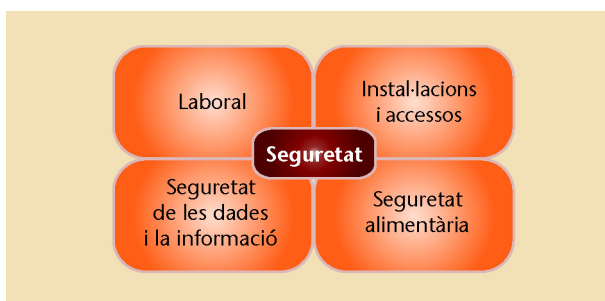 Laboral
Instal·lacions
i accessos
Seguretat
Seguretat
de les dades
i la informació
Seguretat
alimentària